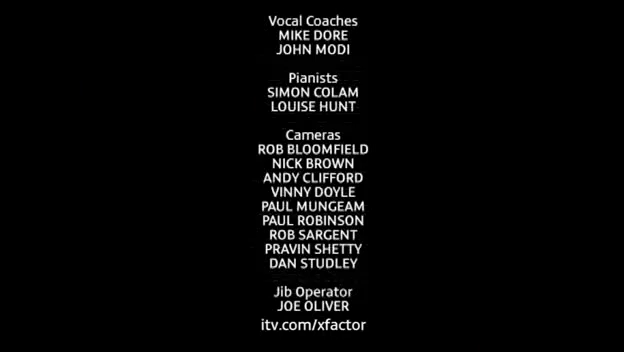 Vocal Coaches
MIKE DORE
JOHN MODI
Pianists
SIMON COLAM
LOUISE HUNT
Cameras
ROB BLOOMFIELD
NICK BROWN
ANDY CLIFFORD
VINNY DOYLE
PAUL MUNGEAM
PAUL ROBINSON
ROB SARGENT
PRAVIN SHETTY
DAN STUDLEY
Jib Operator
JOE OLIVER
itv.com/xfactor